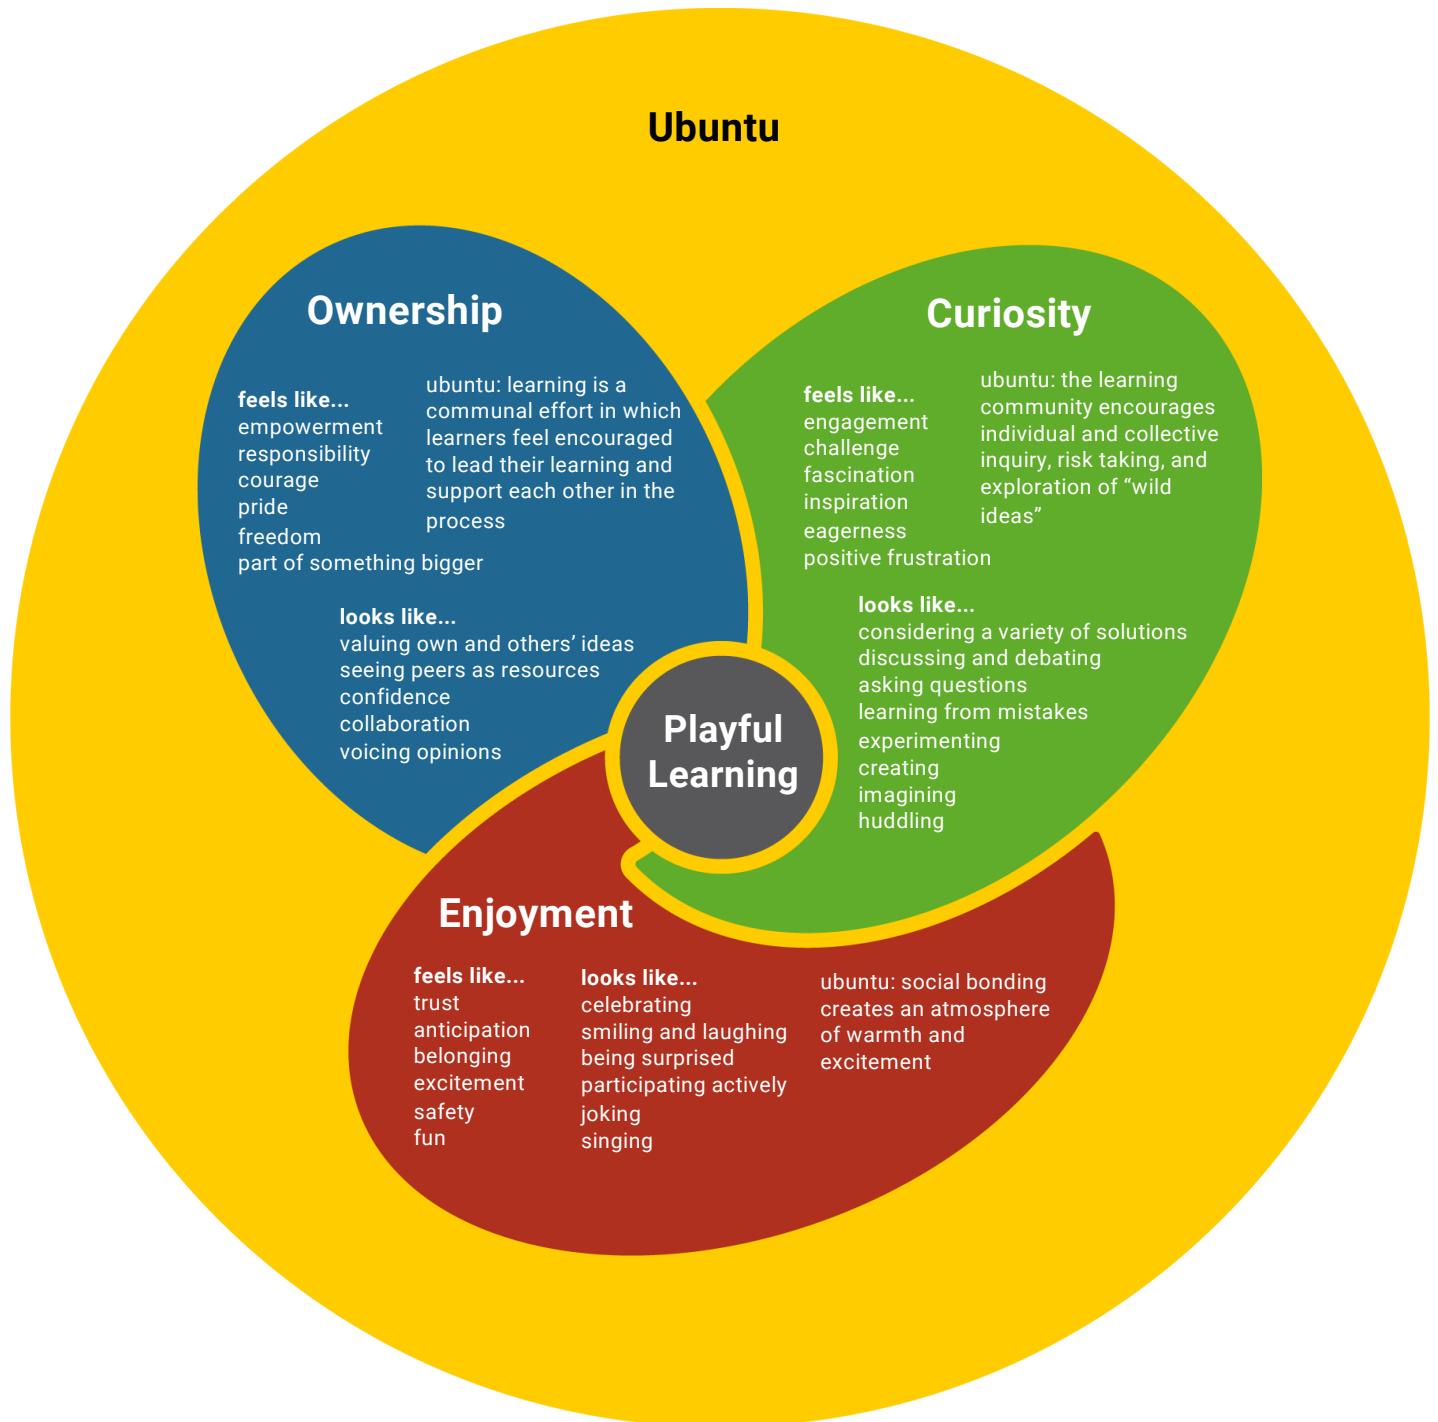 Ubuntu
Ownership
feels like...
empowerment
responsibility
courage
pride
freedom
part of something bigger
ubuntu: learning is a
communal effort in which
learners feel encouraged
to lead their learning and
support each other in the
process
looks like...
valuing own and others’ ideas
seeing peers as resources
confidence
collaboration
voicing opinions
Curiosity
feels like...
engagement
challenge
fascination
inspiration
eagerness
positive frustration
ubuntu: the learning
community encourages
individual and collective
inquiry, risk taking, and
exploration of “wild
ideas”
looks like...
considering a variety of solutions
discussing and debating
asking questions
learning from mistakes
experimenting
creating
imagining
huddling
Playful
Learning
Enjoyment
feels like...
trust
anticipation
belonging
excitement
safety
fun
looks like...
celebrating
smiling and laughing
being surprised
participating actively
joking
singing
ubuntu: social bonding
creates an atmosphere
of warmth and
excitement